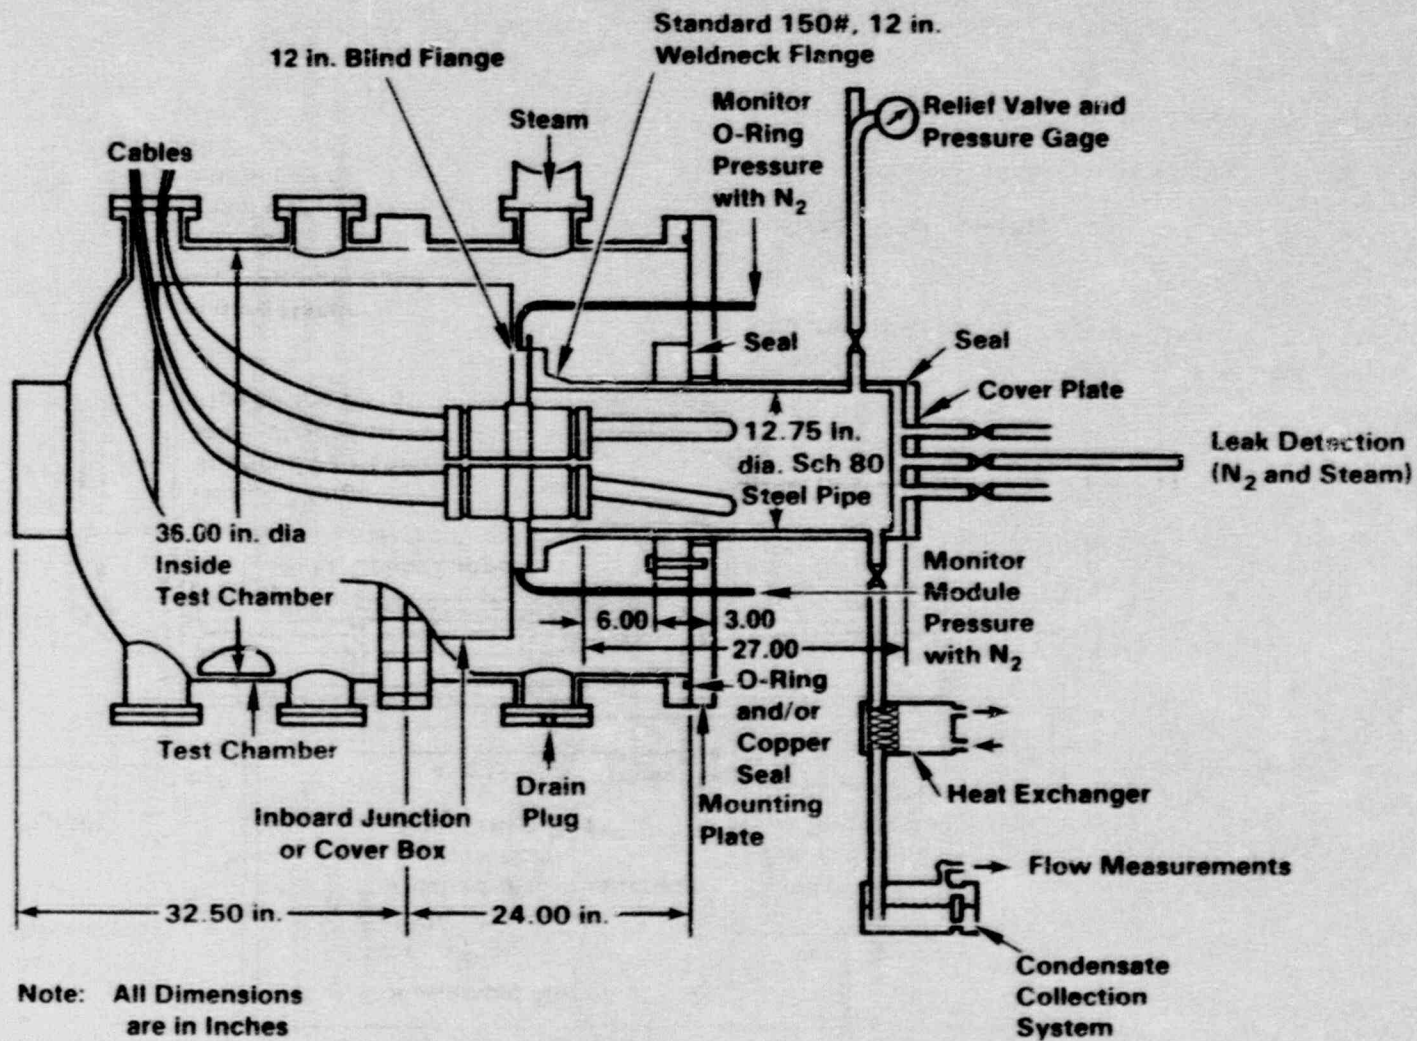 Standard 150#, 12 in.
Weldneck Flange
12 in. Blind Flange
Monitor
O-Ring
Pressure
with N2
Relief Valve and
Pressure Gage
Steam
Cables
Seal
Seal
Cover Plate
12.75 in.
dia. Sch 80
Steel Pipe
Leak Detection
(N2 and Steam)
36.00 in. dia
Inside
Test Chamber
Monitor
Module
Pressure
with N2
6.00
3.00
27.00
O-Ring
and/or
Copper
Seal
Mounting
Plate
Test Chamber
Drain
Plug
Inboard Junction
or Cover Box
Heat Exchanger
Flow Measurements
32.50 in.
24.00 in.
Condensate
Collection
System
Note: All Dimensions
are in Inches